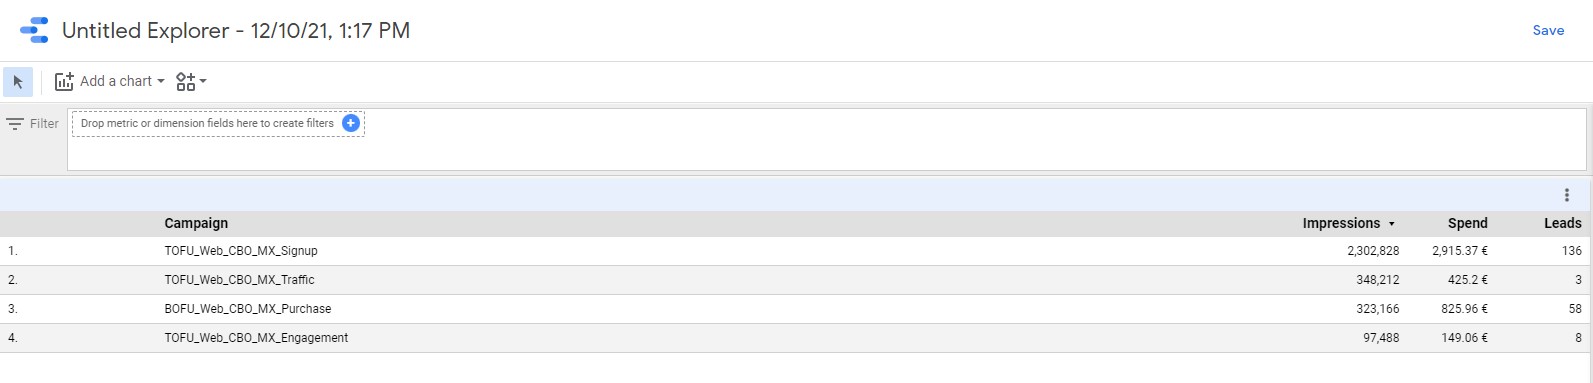 Untitled Explorer - 12/10/21, 1:17 PM
Save
Add a chart
Filter
Drop metric or dimension fields here to create filters
Campaign Impressions Spend Leads
1. TOFU_Web_CBO_MX_Signup 2,302,828 2,915.37 € 136
2. TOFU_Web_CBO_MX_Traffic 348,212 425.2 € 3
3. BOFU_Web_CBO_MX_Purchase 323,166 825.96 € 58
4. TOFU_Web_CBO_MX_Engagement 97,488 149.06 € 8